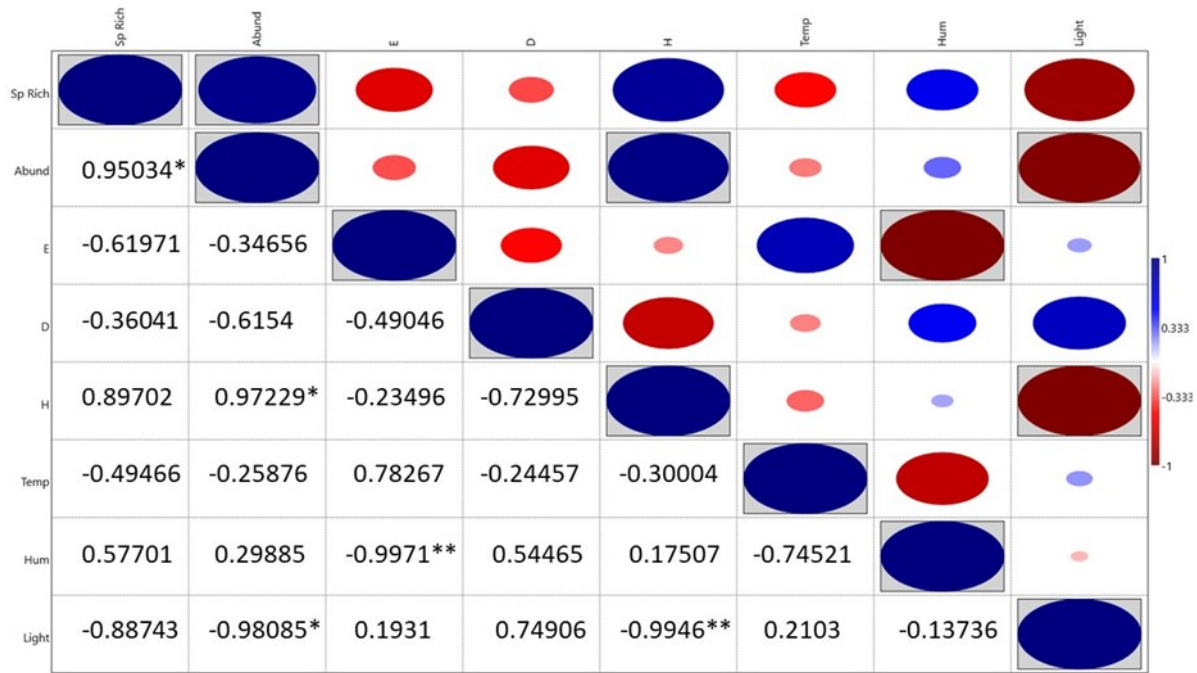 Sp Rich Abund E D H Temp Hum Light
Sp Rich
Abund 0.95034*
E -0.61971 -0.34656
D -0.36041 -0.6154 -0.49046
H 0.89702 0.97229* -0.23496 -0.72995
Temp -0.49466 -0.25876 0.78267 -0.24457 -0.30004
Hum 0.57701 0.29885 -0.9971** 0.54465 0.17507 -0.74521
Light -0.88743 -0.98085* 0.1931 0.74906 -0.9946** 0.2103 -0.13736
1
0.333
-0.333
-1